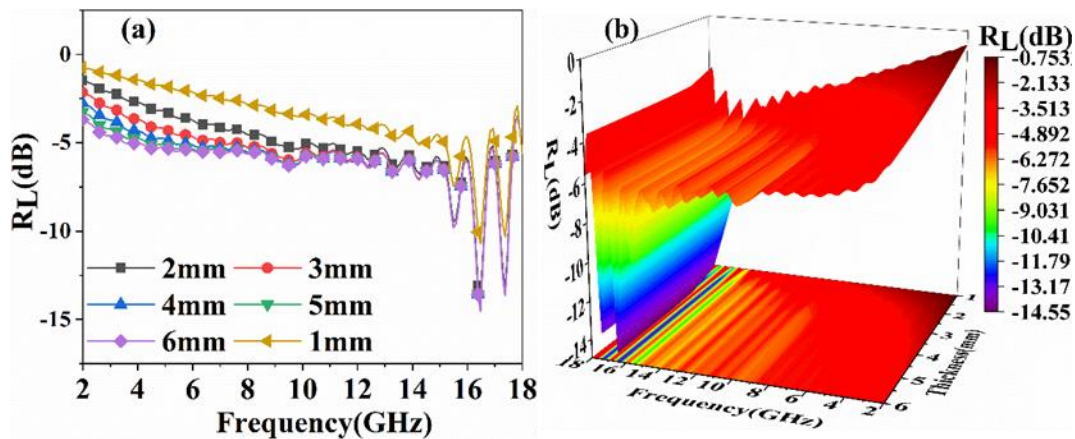 (a)
0
-5
-10
-15
RL(dB)
2mm 3mm
4mm 5mm
6mm 1mm
2 4 6 8 10 12 14 16 18
Frequency(GHz)
(b)
0
-2
-4
-6
-8
-10
-12
-14
RL(dB)
18 16 14 12 10 8 6 4 2
Frequency(GHz)
1
2
3
4
5
6
Thickness(mm)
RL(dB)
-0.7531
-2.133
-3.513
-4.892
-6.272
-7.652
-9.031
-10.41
-11.79
-13.17
-14.55